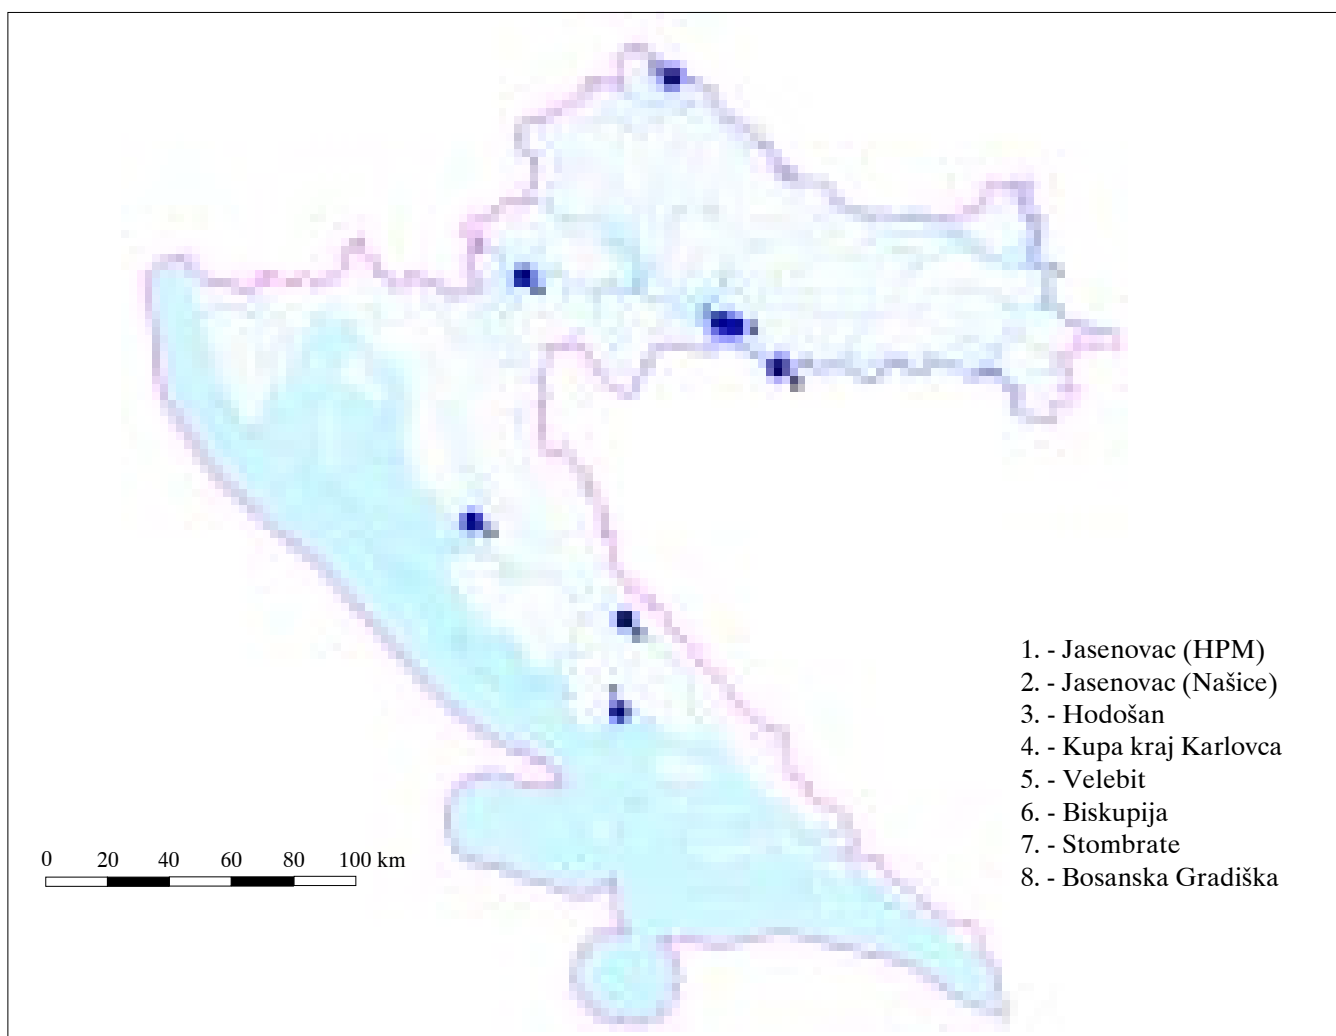 1. - Jasenovac (HPM)
2. - Jasenovac (Našice)
3. - Hodošan
4. - Kupa kraj Karlovca
5. - Velebit
6. - Biskupija
7. - Stombrate
8. - Bosanska Gradiška
0 20 40 60 80 100 km